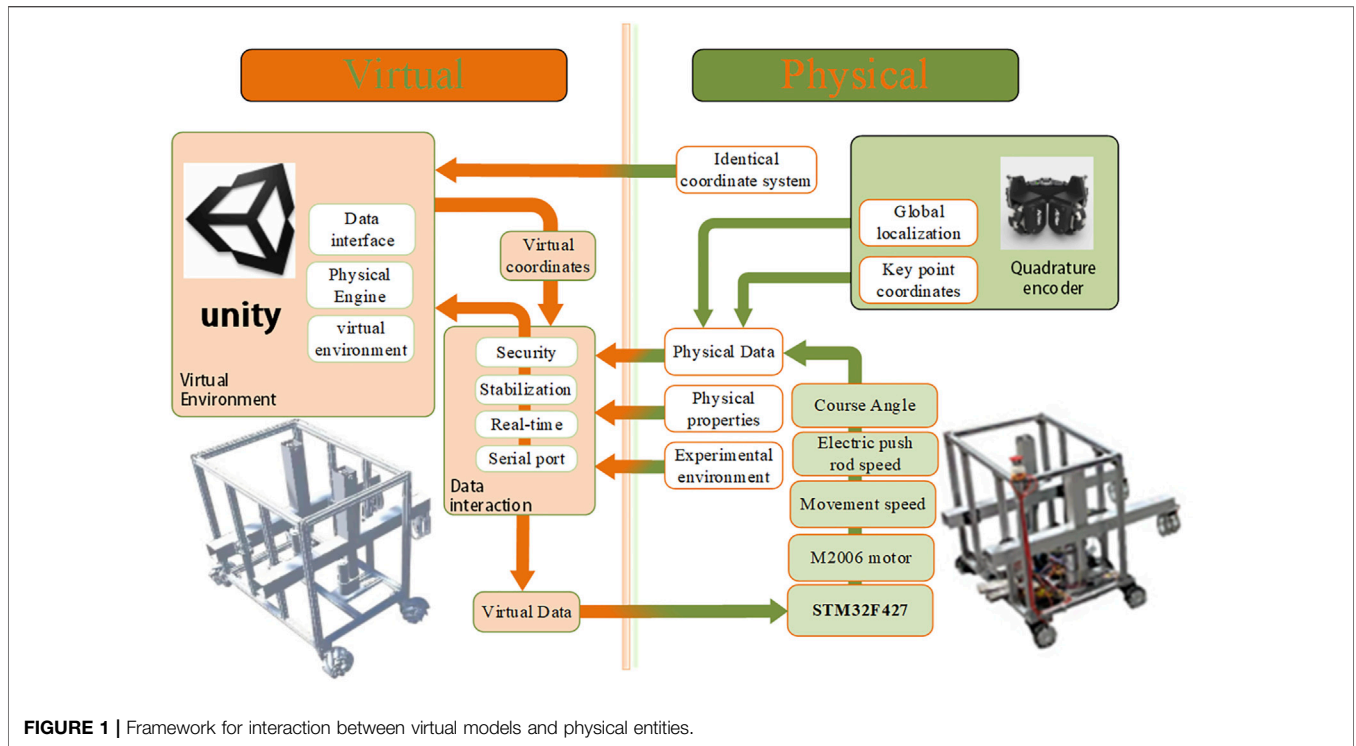 Virtual
Physical
Identical
coordinate system
Data
interface
Physical
Engine
virtual
environment
unity
Virtual
Environment
Virtual
coordinates
Global
localization
Key point
coordinates
Quadrature
encoder
Security
Stabilization
Real-time
Serial port
Data
interaction
Physical Data
Physical
properties
Experimental
environment
Course Angle
Electric push
rod speed
Movement speed
M2006 motor
STM32F427
Virtual Data
FIGURE 1 | Framework for interaction between virtual models and physical entities.